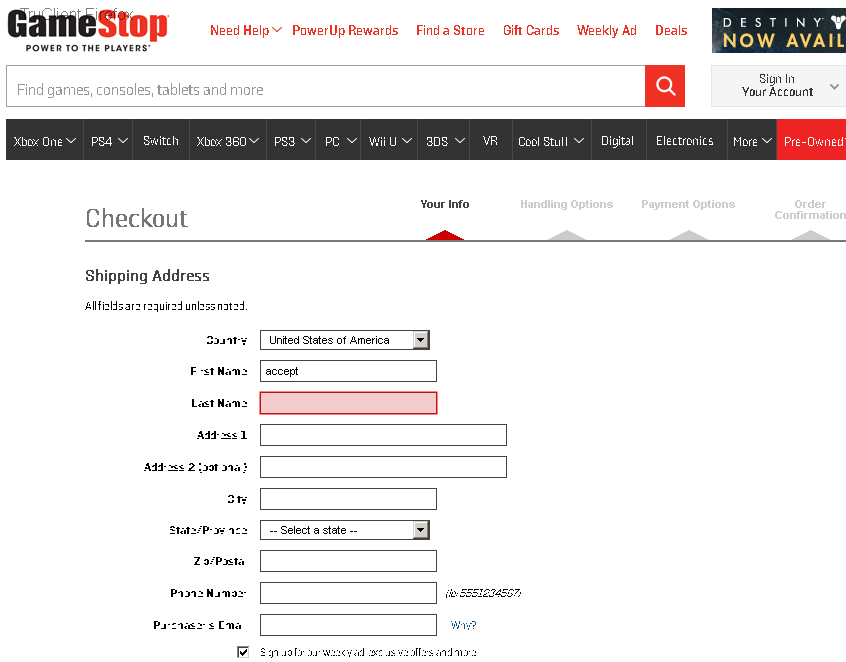 TruClient Firefox
GameStop
POWER TO THE PLAYERS
Need Help PowerUp Rewards Find a Store Gift Cards Weekly Ad Deals
DESTINY
NOW AVAIL
Find games, consoles, tablets and more
Sign In
Your Account
Xbox One PS4 Switch Xbox 360 PS3 PC Wii U 3DS VR Cool Stuff Digital Electronics More Pre-Owned
Checkout
Your Info Handling Options Payment Options Order
Confirmation
Shipping Address
All fields are required unless noted.
Country United States of America
First Name accept
Last Name
Address 1
Address 2 (optional)
City
State/Province -- Select a state --
Zip/Postal
Phone Number (ie: 5551234567)
Purchaser's Email Why?
Sign up for our weekly ad, exclusive offers and more